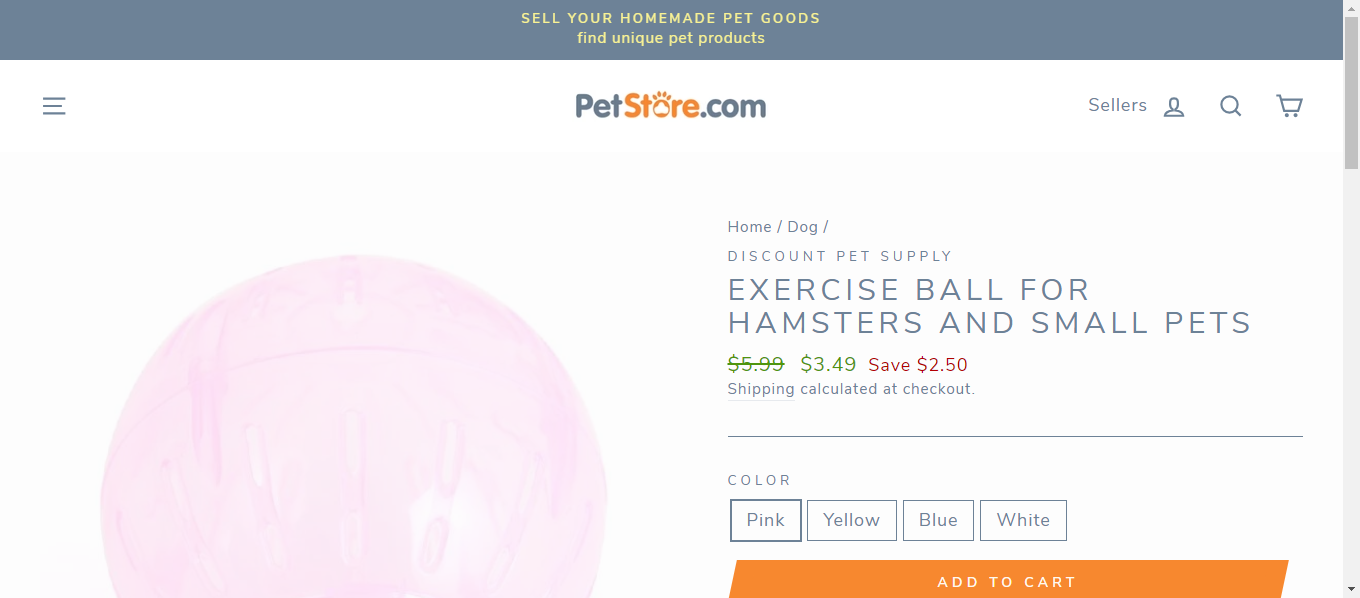 SELL YOUR HOMEMADE PET GOODS
find unique pet products
PetStore.com
Sellers
Home / Dog /
DISCOUNT PET SUPPLY
EXERCISE BALL FOR
HAMSTERS AND SMALL PETS
$5.99 $3.49 Save $2.50
Shipping calculated at checkout.
COLOR
Pink Yellow Blue White
ADD TO CART